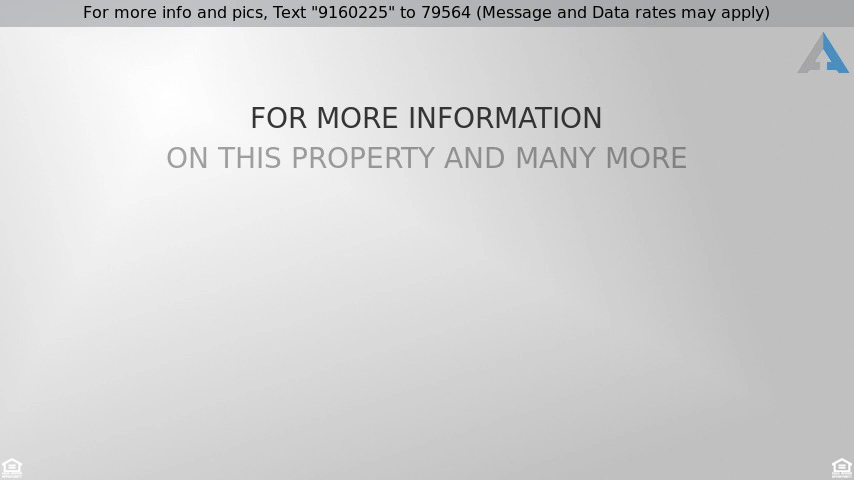 For more info and pics, Text "9160225" to 79564 (Message and Data rates may apply)
FOR MORE INFORMATION
ON THIS PROPERTY AND MANY MORE